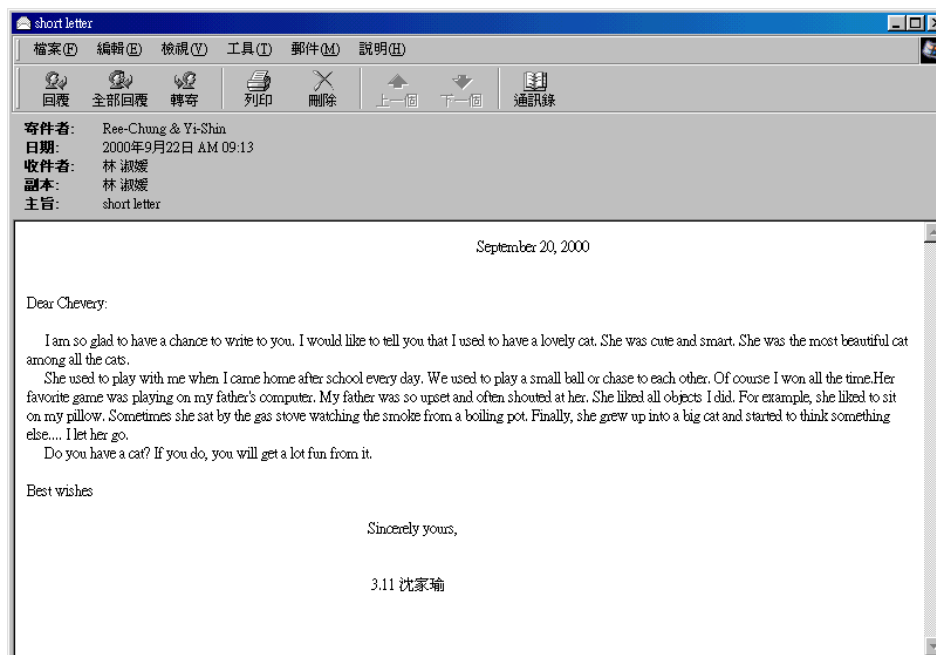 short letter
檔案(F) 編輯(E) 檢視(V) 工具(T) 郵件(M) 說明(H)
回覆 全部回覆 轉寄 列印 刪除 上一個 下一個 通訊錄
寄件者: Ree-Chung & Yi-Shin
日期: 2000年9月22日 AM 09:13
收件者: 林 淑媛
副本: 林 淑媛
主旨: short letter
September 20, 2000
Dear Chevery:
I am so glad to have a chance to write to you. I would like to tell you that I used to have a lovely cat. She was cute and smart. She was the most beautiful cat
among all the cats.
She used to play with me when I came home after school every day. We used to play a small ball or chase to each other. Of course I won all the time.Her
favorite game was playing on my father's computer. My father was so upset and often shouted at her. She liked all objects I did. For example, she liked to sit
on my pillow. Sometimes she sat by the gas stove watching the smoke from a boiling pot. Finally, she grew up into a big cat and started to think something
else.... I let her go.
Do you have a cat? If you do, you will get a lot fun from it.
Best wishes
Sincerely yours,
3.11 沈家瑜